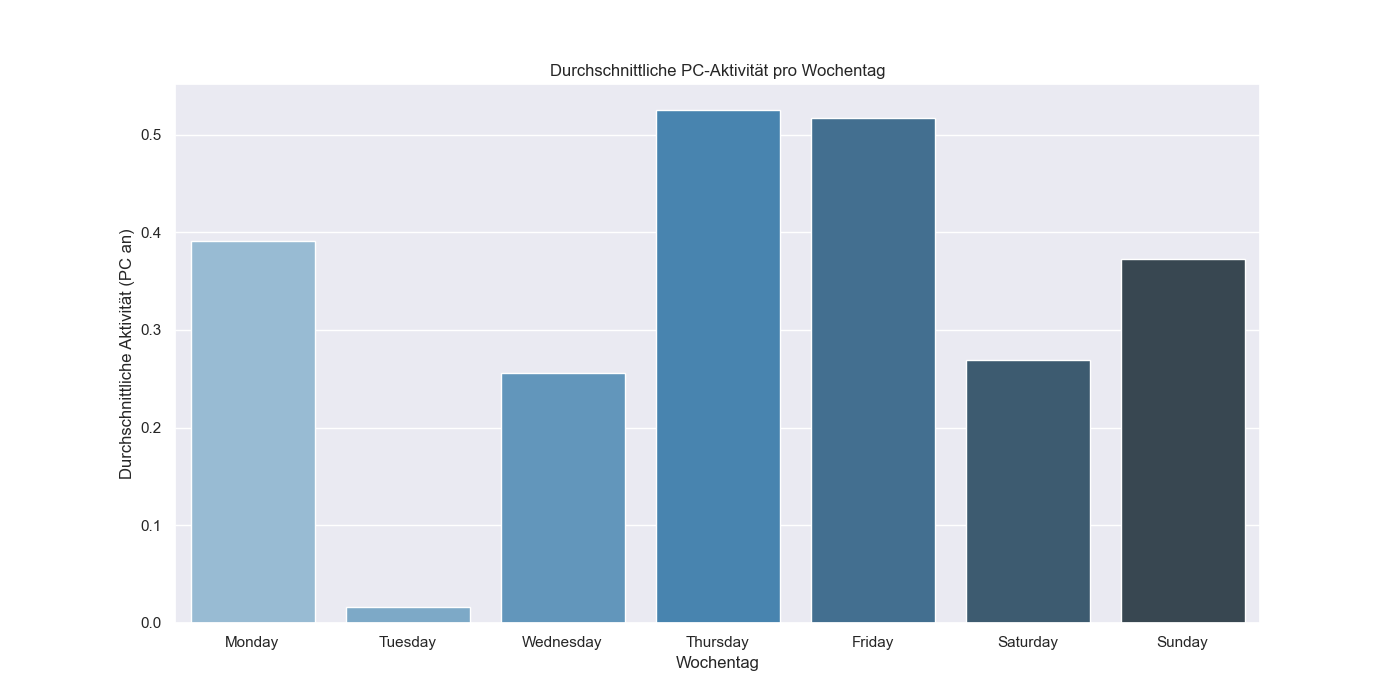 Durchschnittliche PC-Aktivität pro Wochentag
Durchschnittliche Aktivität (PC an)
0.5
0.4
0.3
0.2
0.1
0.0
Monday Tuesday Wednesday Thursday Friday Saturday Sunday
Wochentag